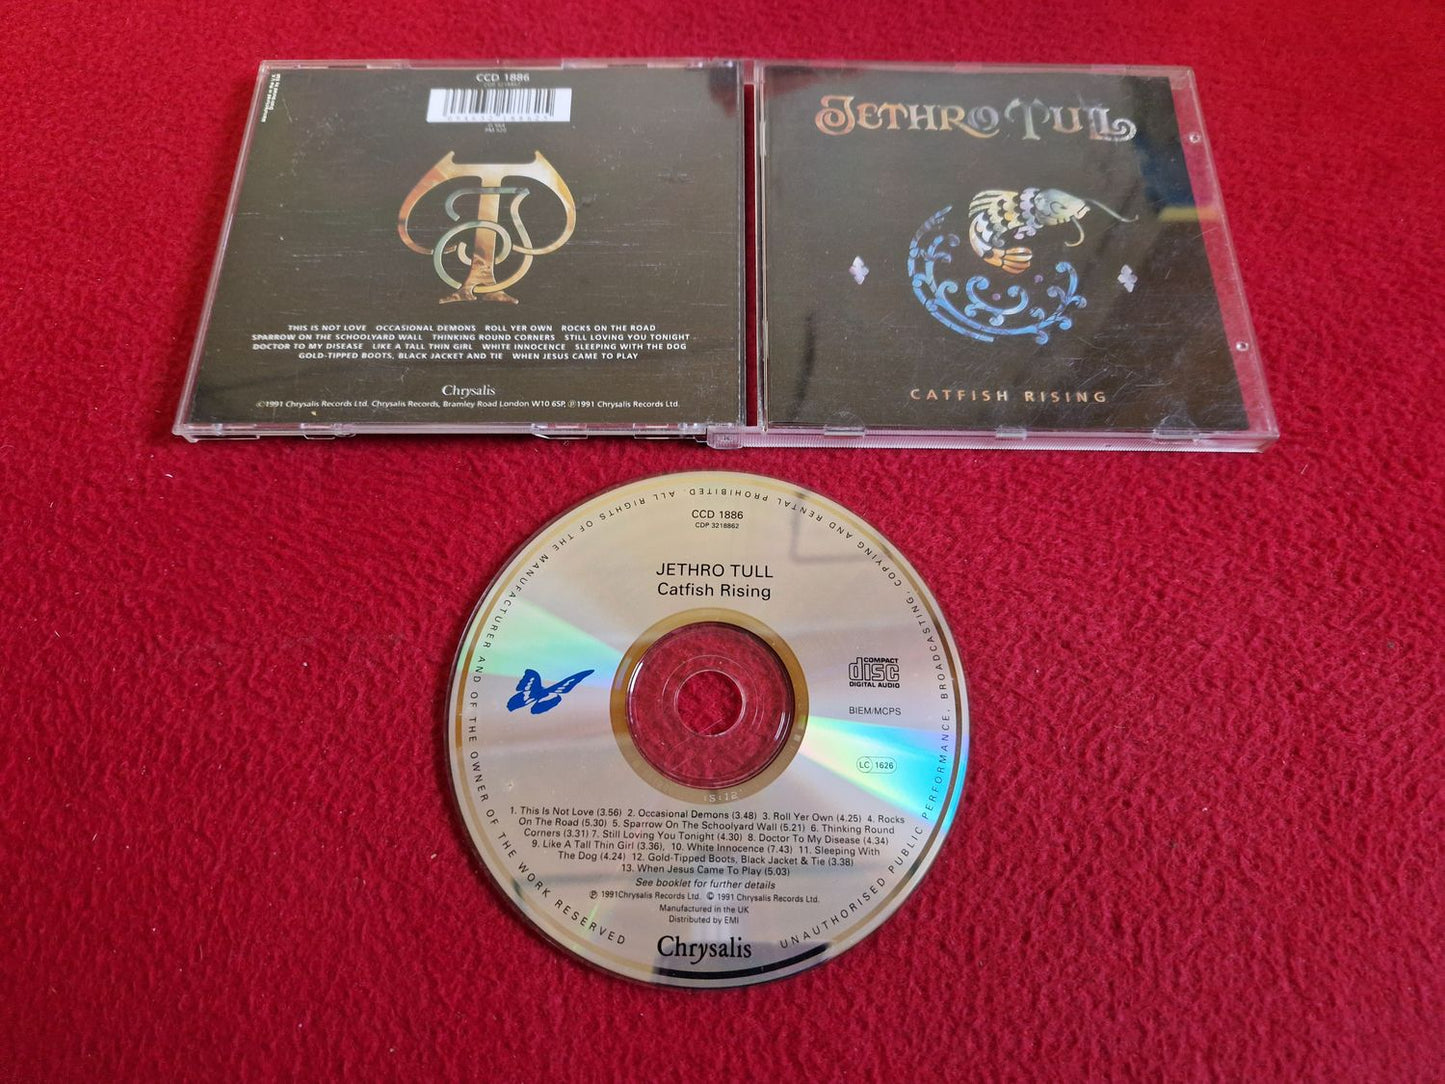 CCD 1886
CDP 3218862
THIS IS NOT LOVE OCCASIONAL DEMONS ROLL YER OWN ROCKS ON THE ROAD
SPARROW ON THE SCHOOLYARD WALL THINKING ROUND CORNERS STILL LOVING YOU TONIGHT
DOCTOR TO MY DISEASE LIKE A TALL THIN GIRL WHITE INNOCENCE SLEEPING WITH THE DOG
GOLD-TIPPED BOOTS, BLACK JACKET AND TIE WHEN JESUS CAME TO PLAY
Chrysalis
©1991 Chrysalis Records Ltd. Chrysalis Records, Bramley Road London W10 6SP, ℗1991 Chrysalis Records Ltd.
JETHRO TULL
CATFISH RISING
CCD 1886
CDP 3218862
JETHRO TULL
Catfish Rising
COMPACT
disc
DIGITAL AUDIO
BIEM/MCPS
LC 1626
1. This Is Not Love (3.56) 2. Occasional Demons (3.48) 3. Roll Yer Own (4.25) 4. Rocks
On The Road (5.30) 5. Sparrow On The Schoolyard Wall (5.21) 6. Thinking Round
Corners (3.31) 7. Still Loving You Tonight (4.30) 8. Doctor To My Disease (4.34)
9. Like A Tall Thin Girl (3.36), 10. White Innocence (7.43) 11. Sleeping With
The Dog (4.24) 12. Gold-Tipped Boots, Black Jacket & Tie (3.38)
13. When Jesus Came To Play (5.03)
See booklet for further details
℗ 1991Chrysalis Records Ltd. © 1991 Chrysalis Records Ltd.
Manufactured in the UK
Distributed by EMI
Chrysalis
ALL RIGHTS OF THE MANUFACTURER AND OF THE OWNER OF THE WORK RESERVED
UNAUTHORISED PUBLIC PERFORMANCE, BROADCASTING, COPYING AND RENTAL PROHIBITED.